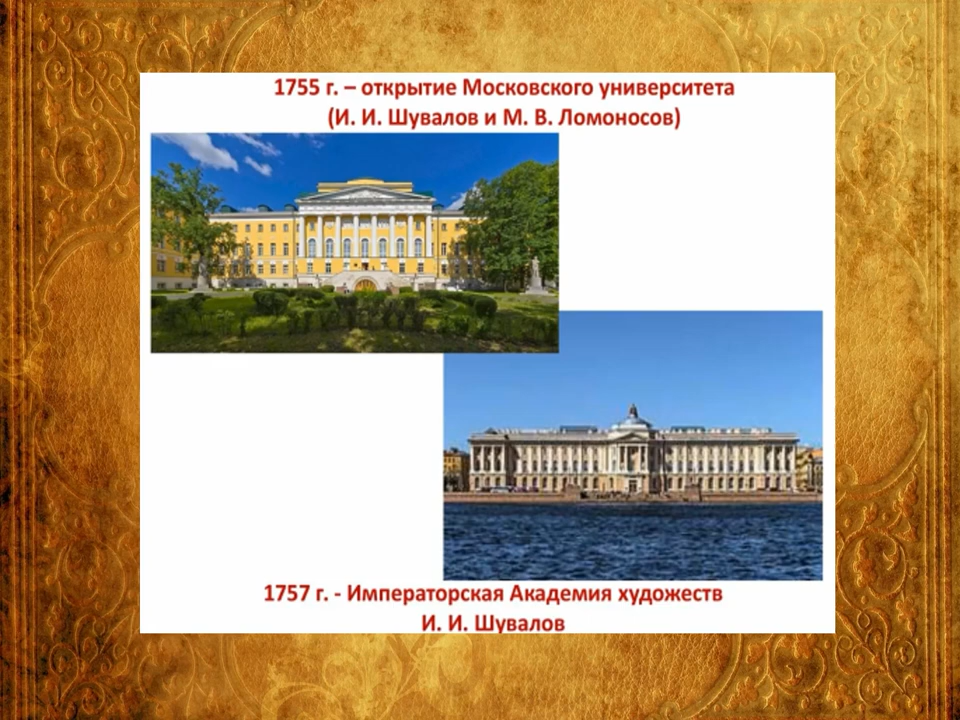 1755 г. – открытие Московского университета
(И. И. Шувалов и М. В. Ломоносов)
1757 г. - Императорская Академия художеств
И. И. Шувалов